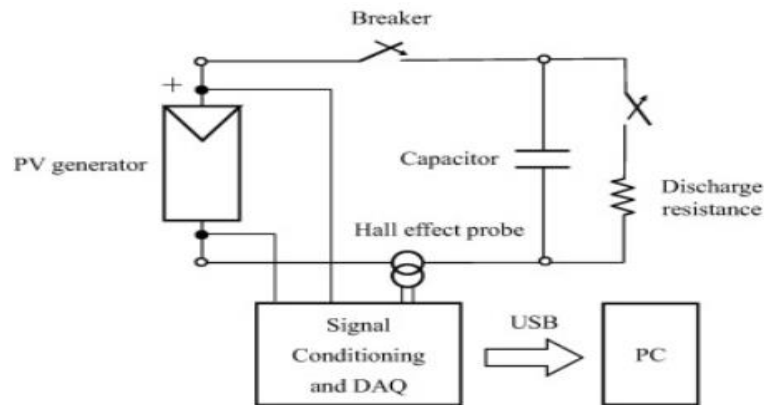 Breaker
+
PV generator
Capacitor
Discharge
resistance
Hall effect probe
Signal
Conditioning
and DAQ
USB
PC